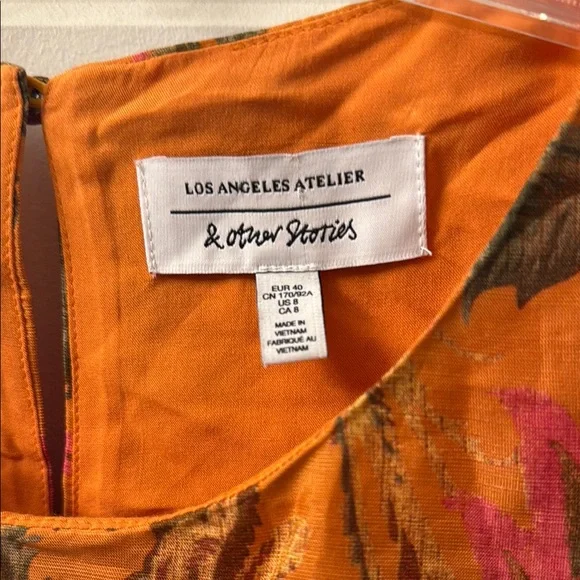 LOS ANGELES ATELIER
& other Stories
EUR 40
CN 170/92A
US 8
CA 8
MADE IN
VIETNAM
FABRIQUÉ AU
VIETNAM